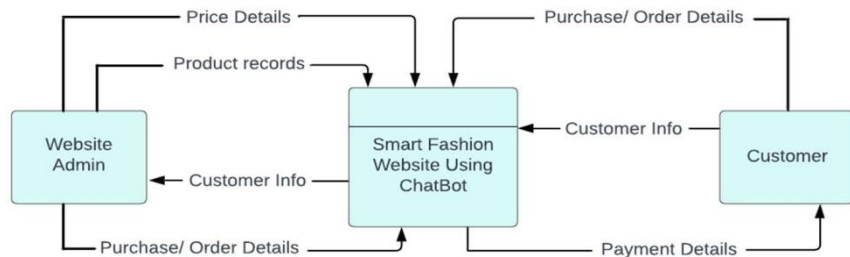 Price Details
Purchase/ Order Details
Product records
Website
Admin
Smart Fashion
Website Using
ChatBot
Customer Info
Customer
Customer Info
Purchase/ Order Details
Payment Details